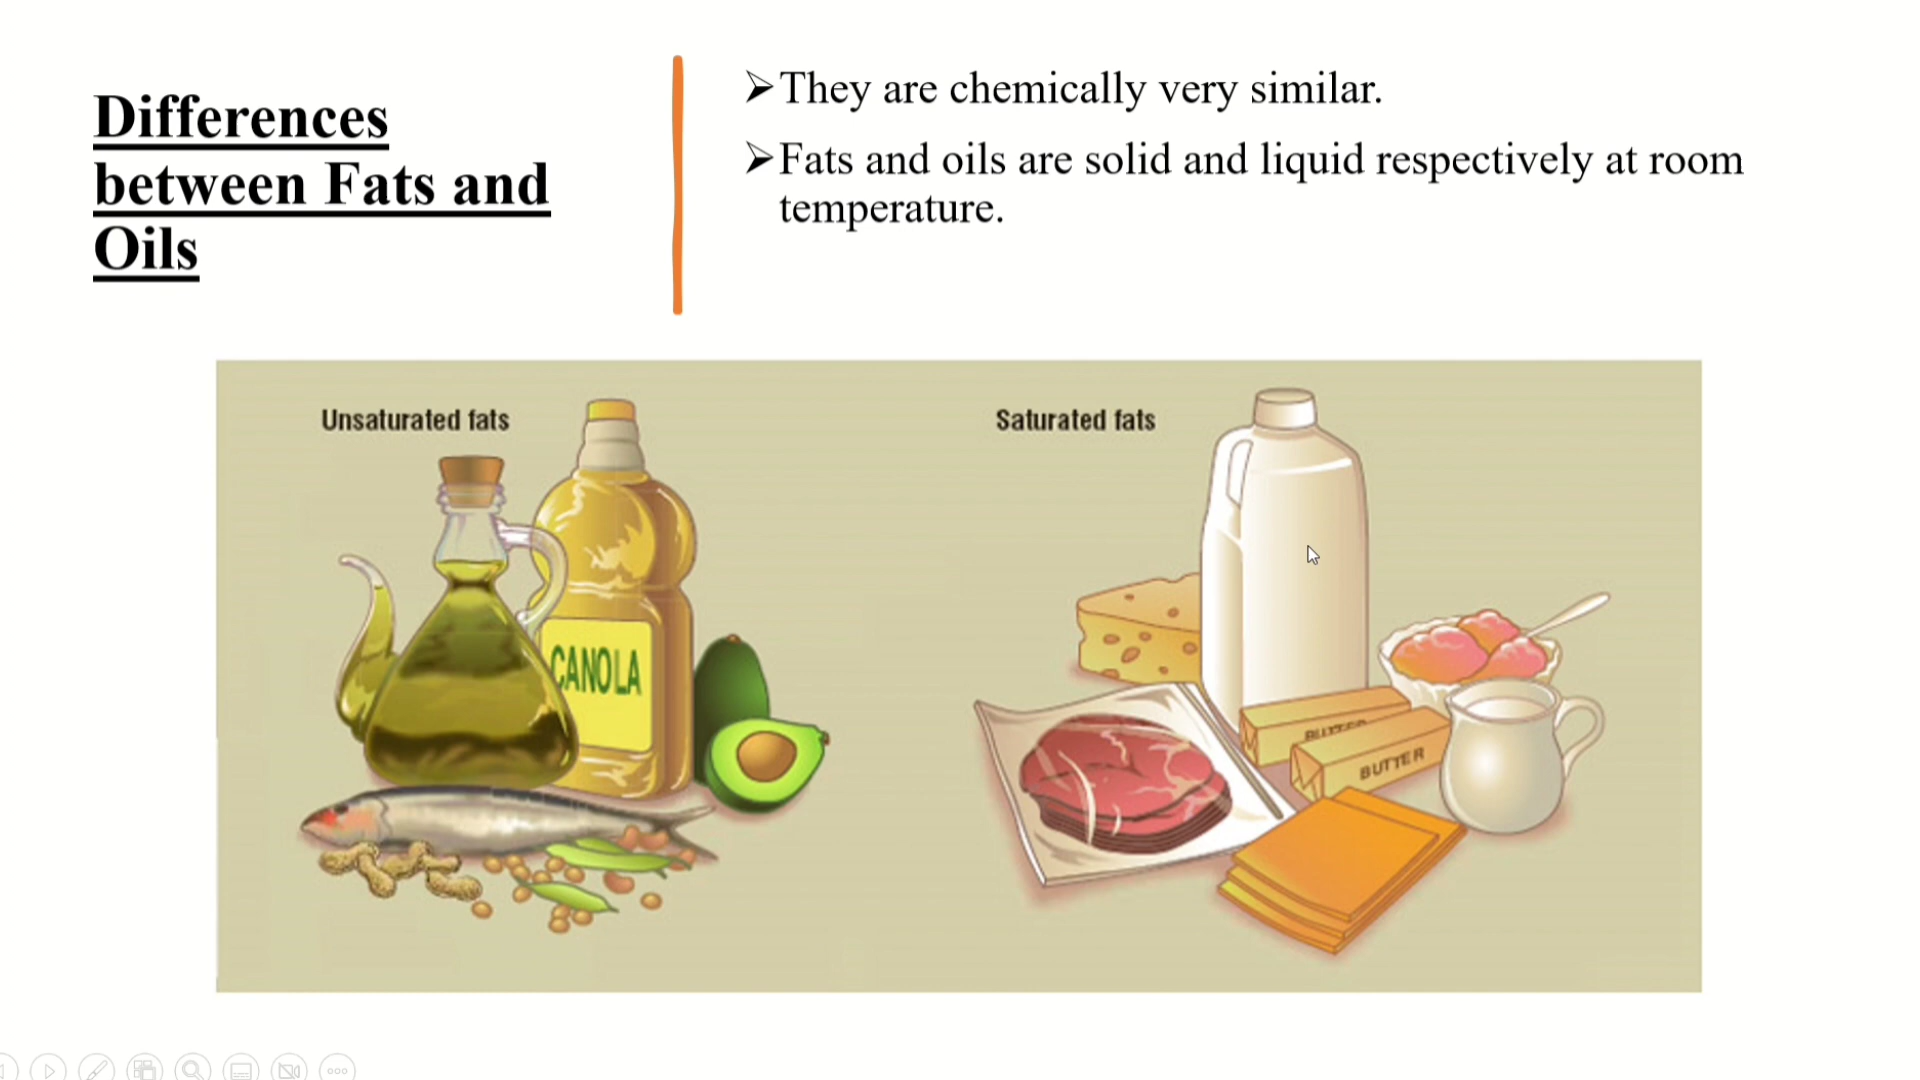 Differences
between Fats and
Oils
➢They are chemically very similar.
➢Fats and oils are solid and liquid respectively at room
temperature.
Unsaturated fats
Saturated fats
CANOLA
BUTTER
BUTTER